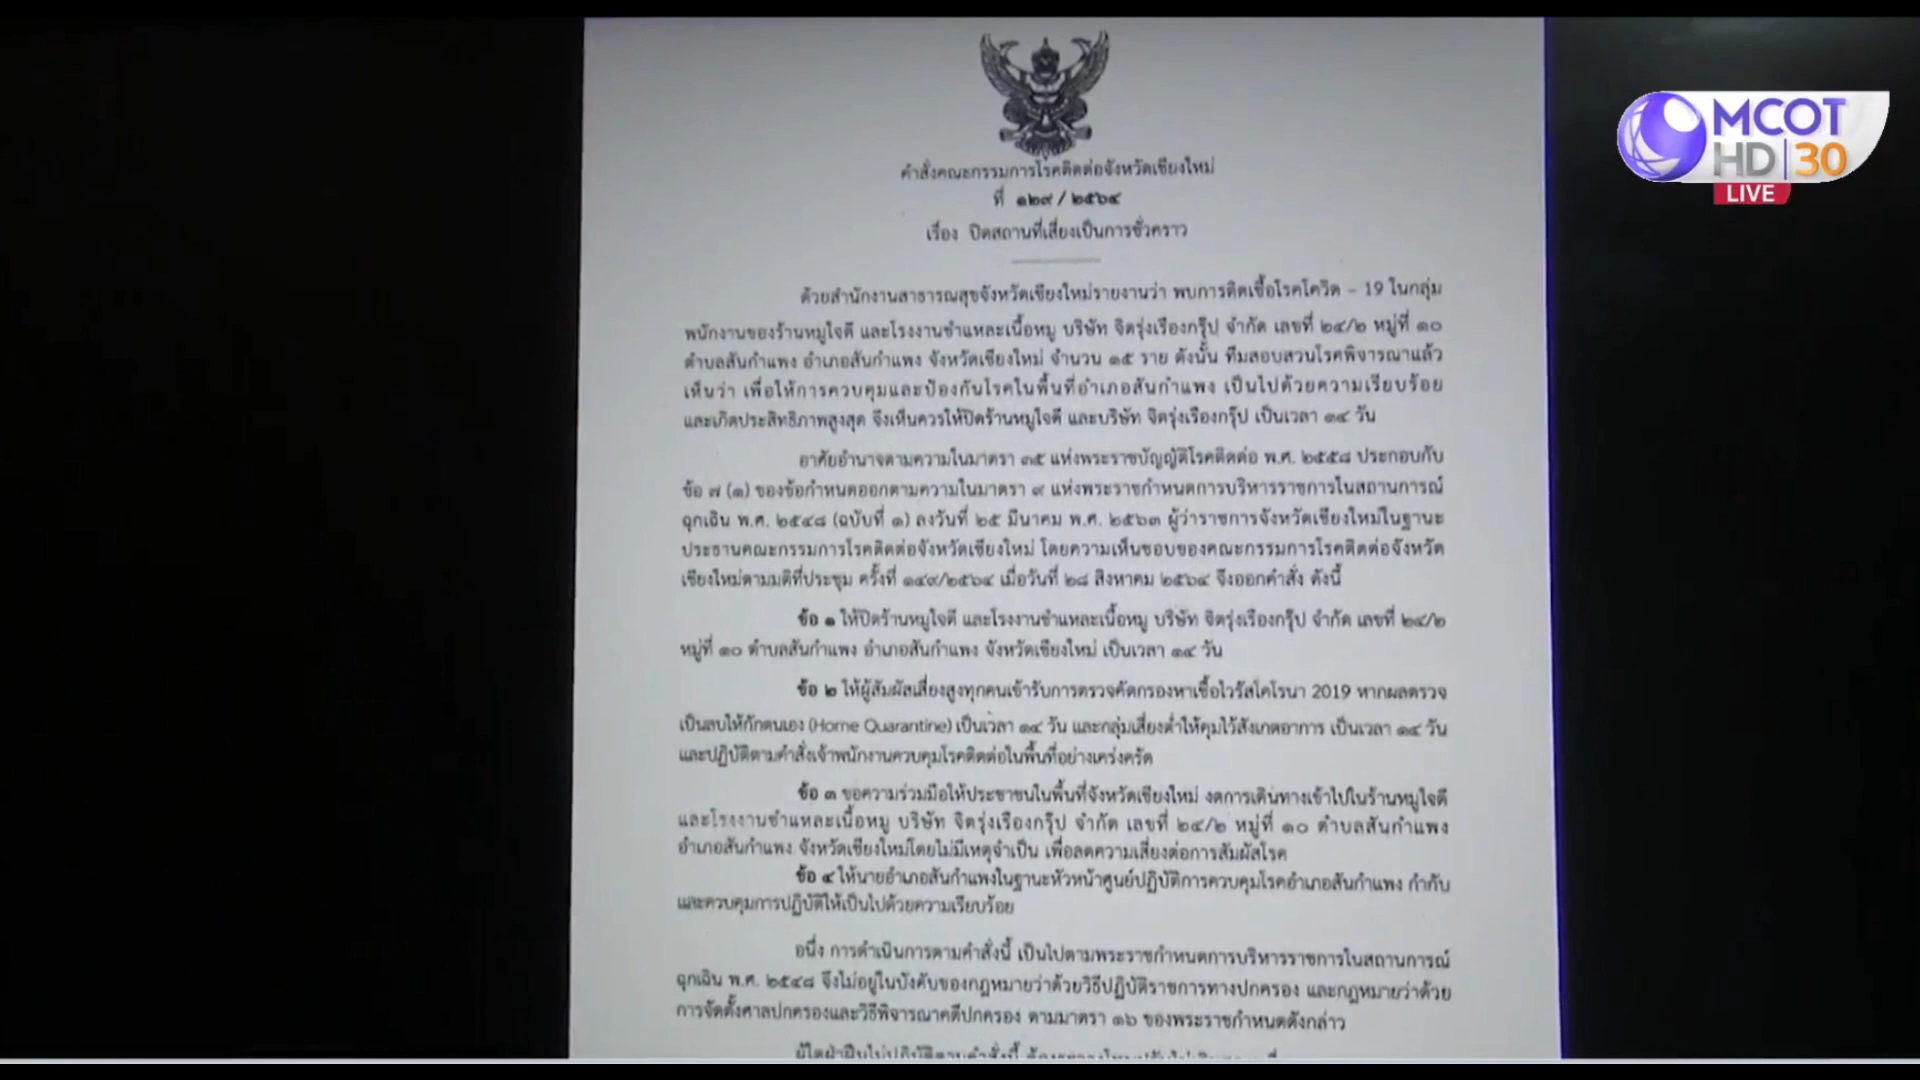 MCOT
HD 30
LIVE
คำสั่งคณะกรรมการโรคติดต่อจังหวัดเชียงใหม่
ที่ ๑๒๙ / ๒๕๖๔
เรื่อง ปิดสถานที่เสี่ยงเป็นการชั่วคราว
ด้วยสำนักงานสาธารณสุขจังหวัดเชียงใหม่รายงานว่า พบการติดเชื้อโรคโควิด – 19 ในกลุ่ม
พนักงานของร้านหมูใจดี และโรงงานชำแหละเนื้อหมู บริษัท จิตรุ่งเรืองกรุ๊ป จำกัด เลขที่ ๒๔/๒ หมู่ที่ ๑๐
ตำบลสันกำแพง อำเภอสันกำแพง จังหวัดเชียงใหม่ จำนวน ๑๕ ราย ดังนั้น ทีมสอบสวนโรคพิจารณาแล้ว
เห็นว่า เพื่อให้การควบคุมและป้องกันโรคในพื้นที่อำเภอสันกำแพง เป็นไปด้วยความเรียบร้อย
และเกิดประสิทธิภาพสูงสุด จึงเห็นควรให้ปิดร้านหมูใจดี และบริษัท จิตรุ่งเรืองกรุ๊ป เป็นเวลา ๑๔ วัน
อาศัยอำนาจตามความในมาตรา ๓๕ แห่งพระราชบัญญัติโรคติดต่อ พ.ศ. ๒๕๕๘ ประกอบกับ
ข้อ ๗ (๑) ของข้อกำหนดออกตามความในมาตรา ๙ แห่งพระราชกำหนดการบริหารราชการในสถานการณ์
ฉุกเฉิน พ.ศ. ๒๕๔๘ (ฉบับที่ ๑) ลงวันที่ ๒๕ มีนาคม พ.ศ. ๒๕๖๓ ผู้ว่าราชการจังหวัดเชียงใหม่ในฐานะ
ประธานคณะกรรมการโรคติดต่อจังหวัดเชียงใหม่ โดยความเห็นชอบของคณะกรรมการโรคติดต่อจังหวัด
เชียงใหม่ตามมติที่ประชุม ครั้งที่ ๑๔๙/๒๕๖๔ เมื่อวันที่ ๒๘ สิงหาคม ๒๕๖๔ จึงออกคำสั่ง ดังนี้
ข้อ ๑ ให้ปิดร้านหมูใจดี และโรงงานชำแหละเนื้อหมู บริษัท จิตรุ่งเรืองกรุ๊ป จำกัด เลขที่ ๒๔/๒
หมู่ที่ ๑๐ ตำบลสันกำแพง อำเภอสันกำแพง จังหวัดเชียงใหม่ เป็นเวลา ๑๔ วัน
ข้อ ๒ ให้ผู้สัมผัสเสี่ยงสูงทุกคนเข้ารับการตรวจคัดกรองหาเชื้อไวรัสโคโรนา 2019 หากผลตรวจ
เป็นลบให้กักตนเอง (Home Quarantine) เป็นเวลา ๑๔ วัน และกลุ่มเสี่ยงต่ำให้คุมไว้สังเกตอาการ เป็นเวลา ๑๔ วัน
และปฏิบัติตามคำสั่งเจ้าพนักงานควบคุมโรคติดต่อในพื้นที่อย่างเคร่งครัด
ข้อ ๓ ขอความร่วมมือให้ประชาชนในพื้นที่จังหวัดเชียงใหม่ งดการเดินทางเข้าไปในร้านหมูใจดี
และโรงงานชำแหละเนื้อหมู บริษัท จิตรุ่งเรืองกรุ๊ป จำกัด เลขที่ ๒๔/๒ หมู่ที่ ๑๐ ตำบลสันกำแพง
อำเภอสันกำแพง จังหวัดเชียงใหม่โดยไม่มีเหตุจำเป็น เพื่อลดความเสี่ยงต่อการสัมผัสโรค
ข้อ ๔ ให้นายอำเภอสันกำแพงในฐานะหัวหน้าศูนย์ปฏิบัติการควบคุมโรคอำเภอสันกำแพง กำกับ
และควบคุมการปฏิบัติให้เป็นไปด้วยความเรียบร้อย
อนึ่ง การดำเนินการตามคำสั่งนี้ เป็นไปตามพระราชกำหนดการบริหารราชการในสถานการณ์
ฉุกเฉิน พ.ศ. ๒๕๔๘ จึงไม่อยู่ในบังคับของกฎหมายว่าด้วยวิธีปฏิบัติราชการทางปกครอง และกฎหมายว่าด้วย
การจัดตั้งศาลปกครองและวิธีพิจารณาคดีปกครอง ตามมาตรา ๑๖ ของพระราชกำหนดดังกล่าว
ผู้ใดฝ่าฝืนไม่ปฏิบัติตามคำสั่งนี้